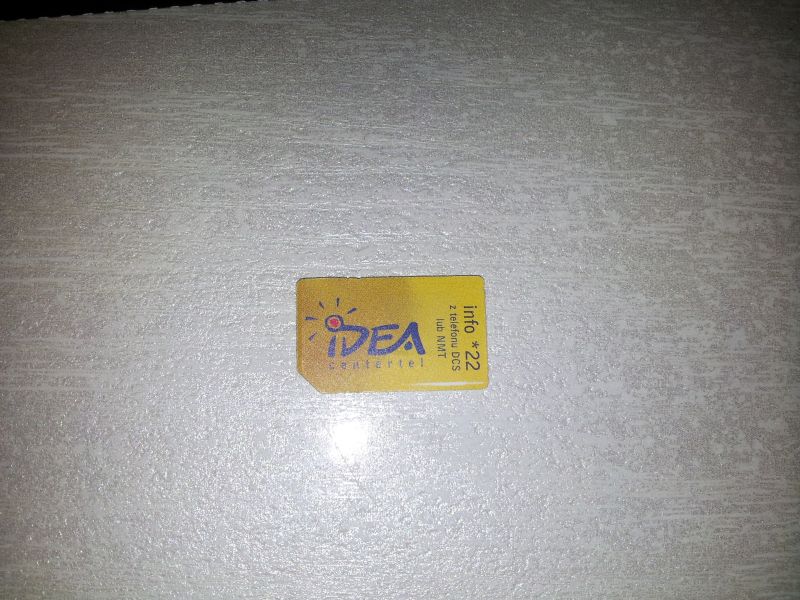 iDEA
centertel
info *22
z telefonu DCS
lub NMT